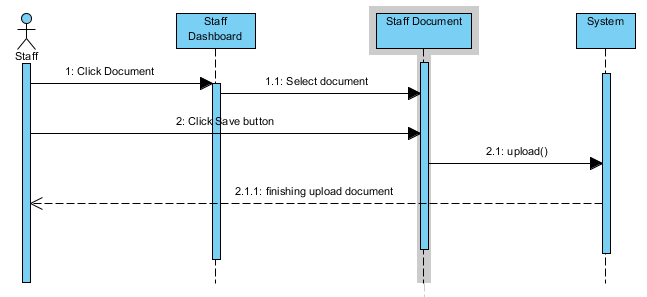 Staff
Dashboard
Staff Document
System
Staff
1: Click Document
1.1: Select document
2: Click Save button
2.1: upload()
2.1.1: finishing upload document